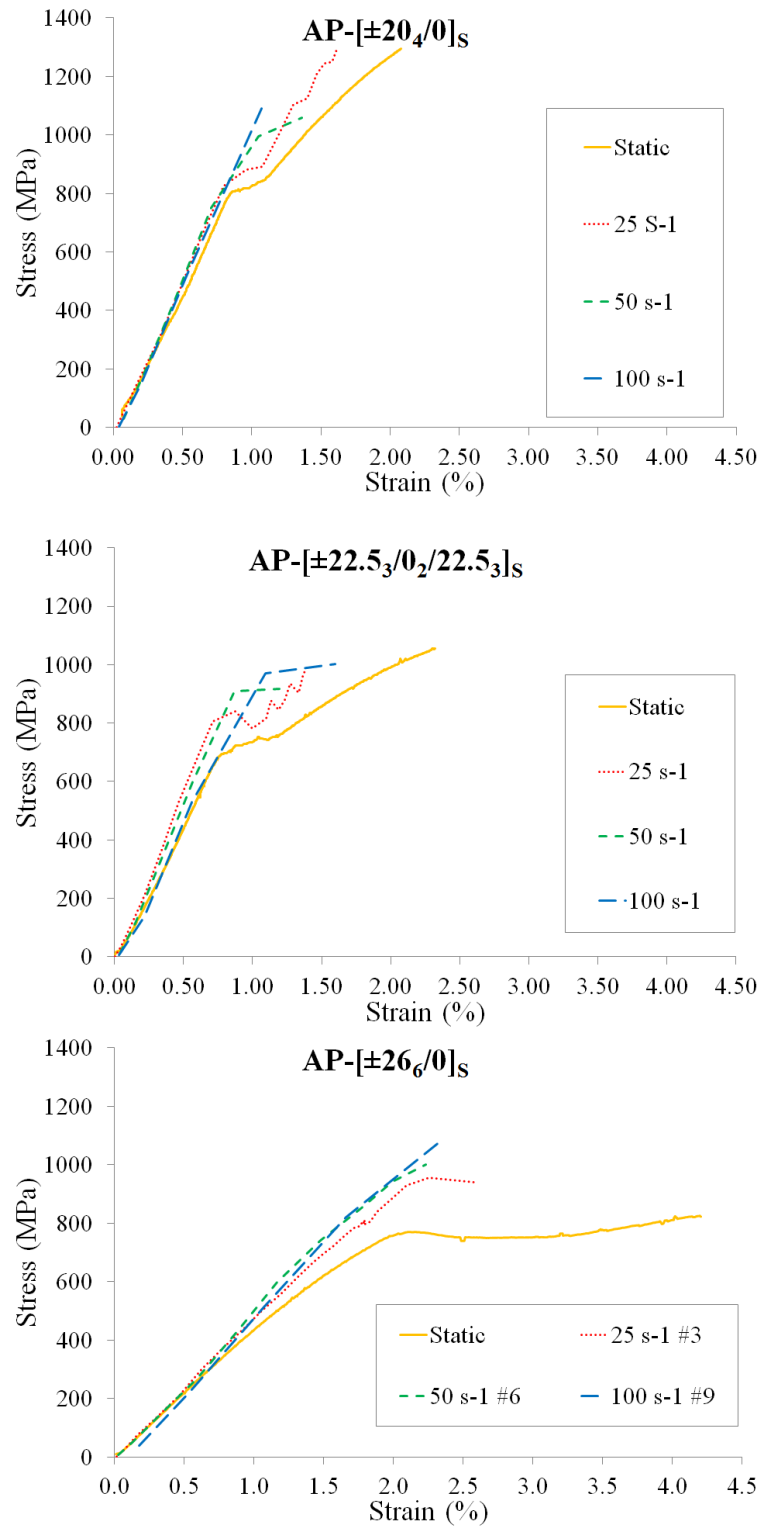 AP-[±20₄/0]ₛ
1400
1200
1000
800
600
400
200
0
Stress (MPa)
Static
25 S-1
50 s-1
100 s-1
0.00 0.50 1.00 1.50 2.00 2.50 3.00 3.50 4.00 4.50
Strain (%)
AP-[±22.5₃/0₂/22.5₃]ₛ
1400
1200
1000
800
600
400
200
0
Stress (MPa)
Static
25 s-1
50 s-1
100 s-1
0.00 0.50 1.00 1.50 2.00 2.50 3.00 3.50 4.00 4.50
Strain (%)
AP-[±26₆/0]ₛ
1400
1200
1000
800
600
400
200
0
Stress (MPa)
Static 25 s-1 #3
50 s-1 #6 100 s-1 #9
0.0 0.5 1.0 1.5 2.0 2.5 3.0 3.5 4.0 4.5
Strain (%)